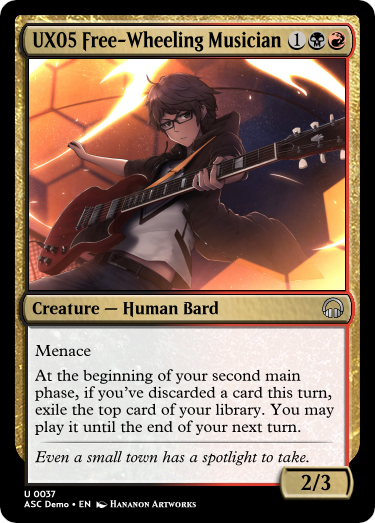 UX05 Free-Wheeling Musician 1
Creature — Human Bard
Menace
At the beginning of your second main
phase, if you've discarded a card this turn,
exile the top card of your library. You may
play it until the end of your next turn.
Even a small town has a spotlight to take.
2/3
U 0037
ASC Demo • EN Hananon Artworks